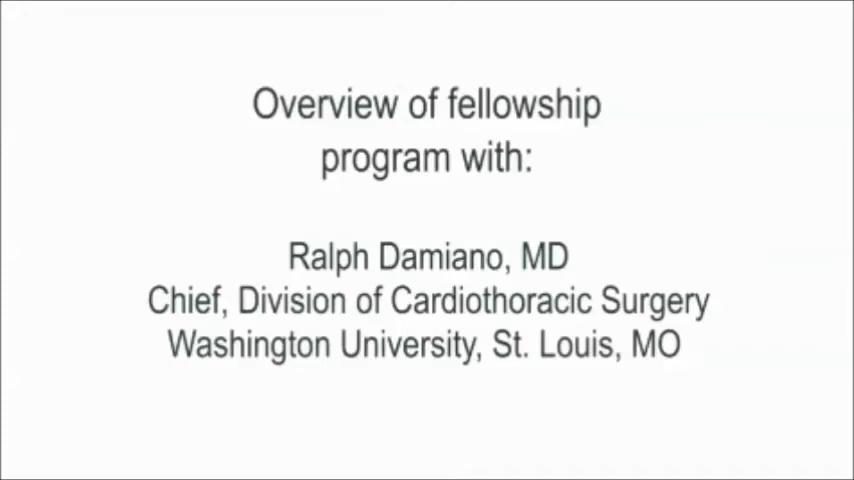 Overview of fellowship
program with:
Ralph Damiano, MD
Chief, Division of Cardiothoracic Surgery
Washington University, St. Louis, MO